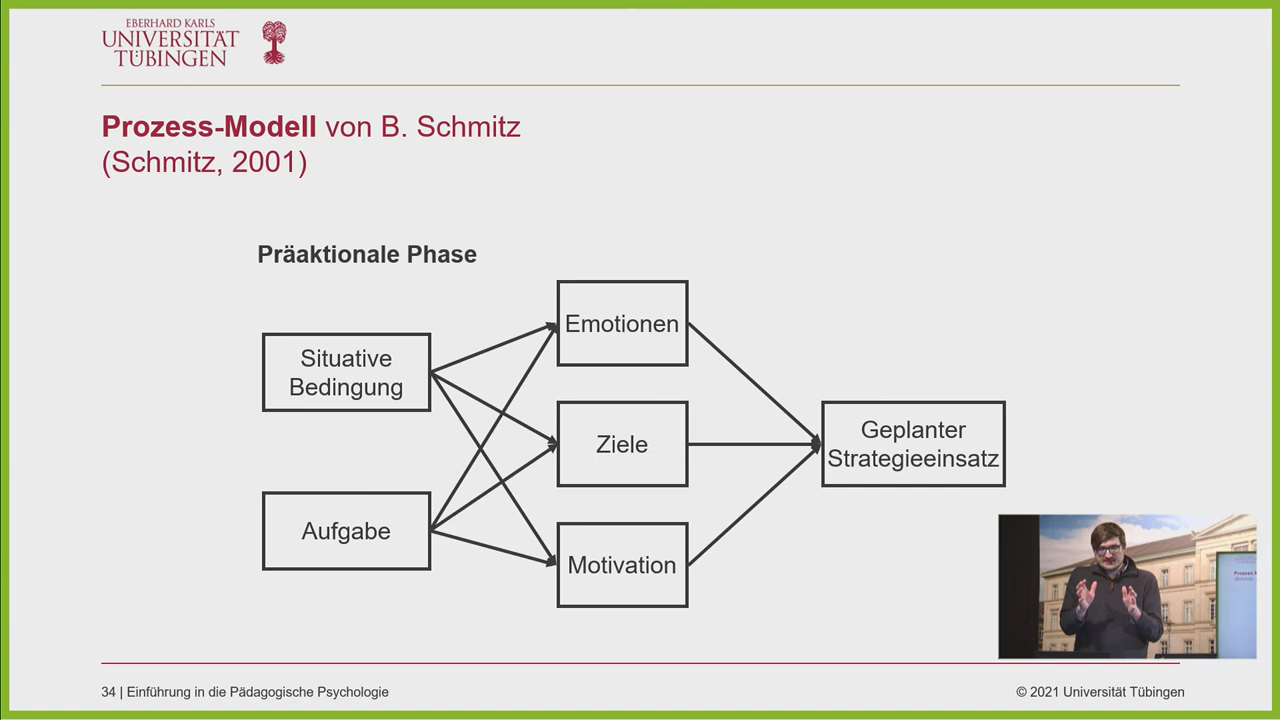 EBERHARD KARLS
UNIVERSITÄT
TÜBINGEN
Prozess-Modell von B. Schmitz
(Schmitz, 2001)
Präaktionale Phase
Situative
Bedingung
Aufgabe
Emotionen
Ziele
Motivation
Geplanter
Strategieeinsatz
34 | Einführung in die Pädagogische Psychologie
© 2021 Universität Tübingen